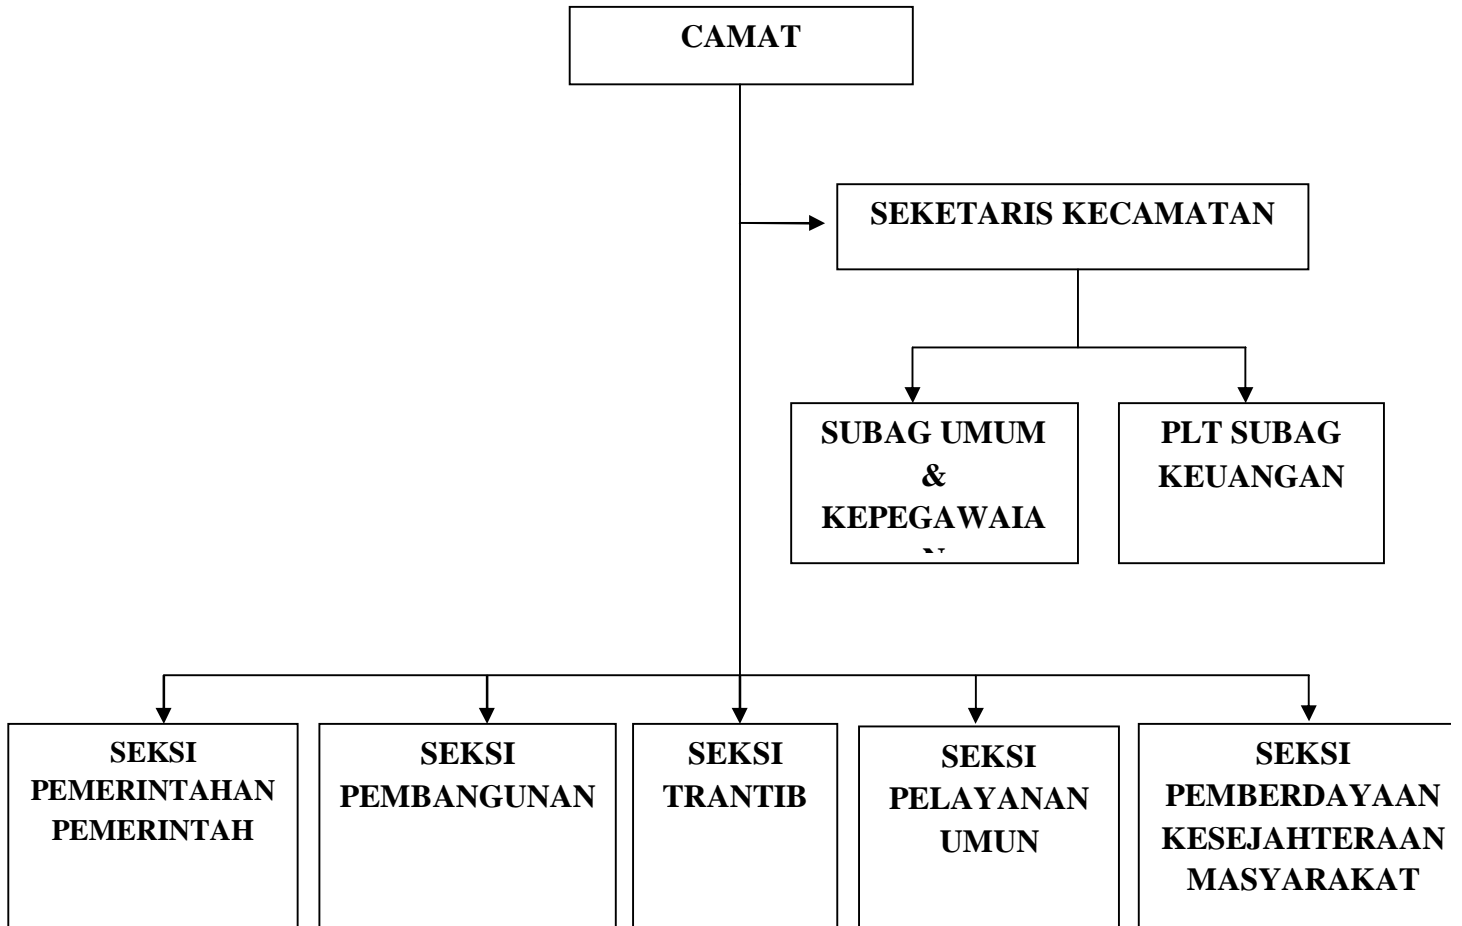 CAMAT
SEKETARIS KECAMATAN
SUBAG UMUM
&
KEPEGAWAIA
N
PLT SUBAG
KEUANGAN
SEKSI
PEMERINTAHAN
PEMERINTAH
SEKSI
PEMBANGUNAN
SEKSI
TRANTIB
SEKSI
PELAYANAN
UMUN
SEKSI
PEMBERDAYAAN
KESEJAHTERAAN
MASYARAKAT